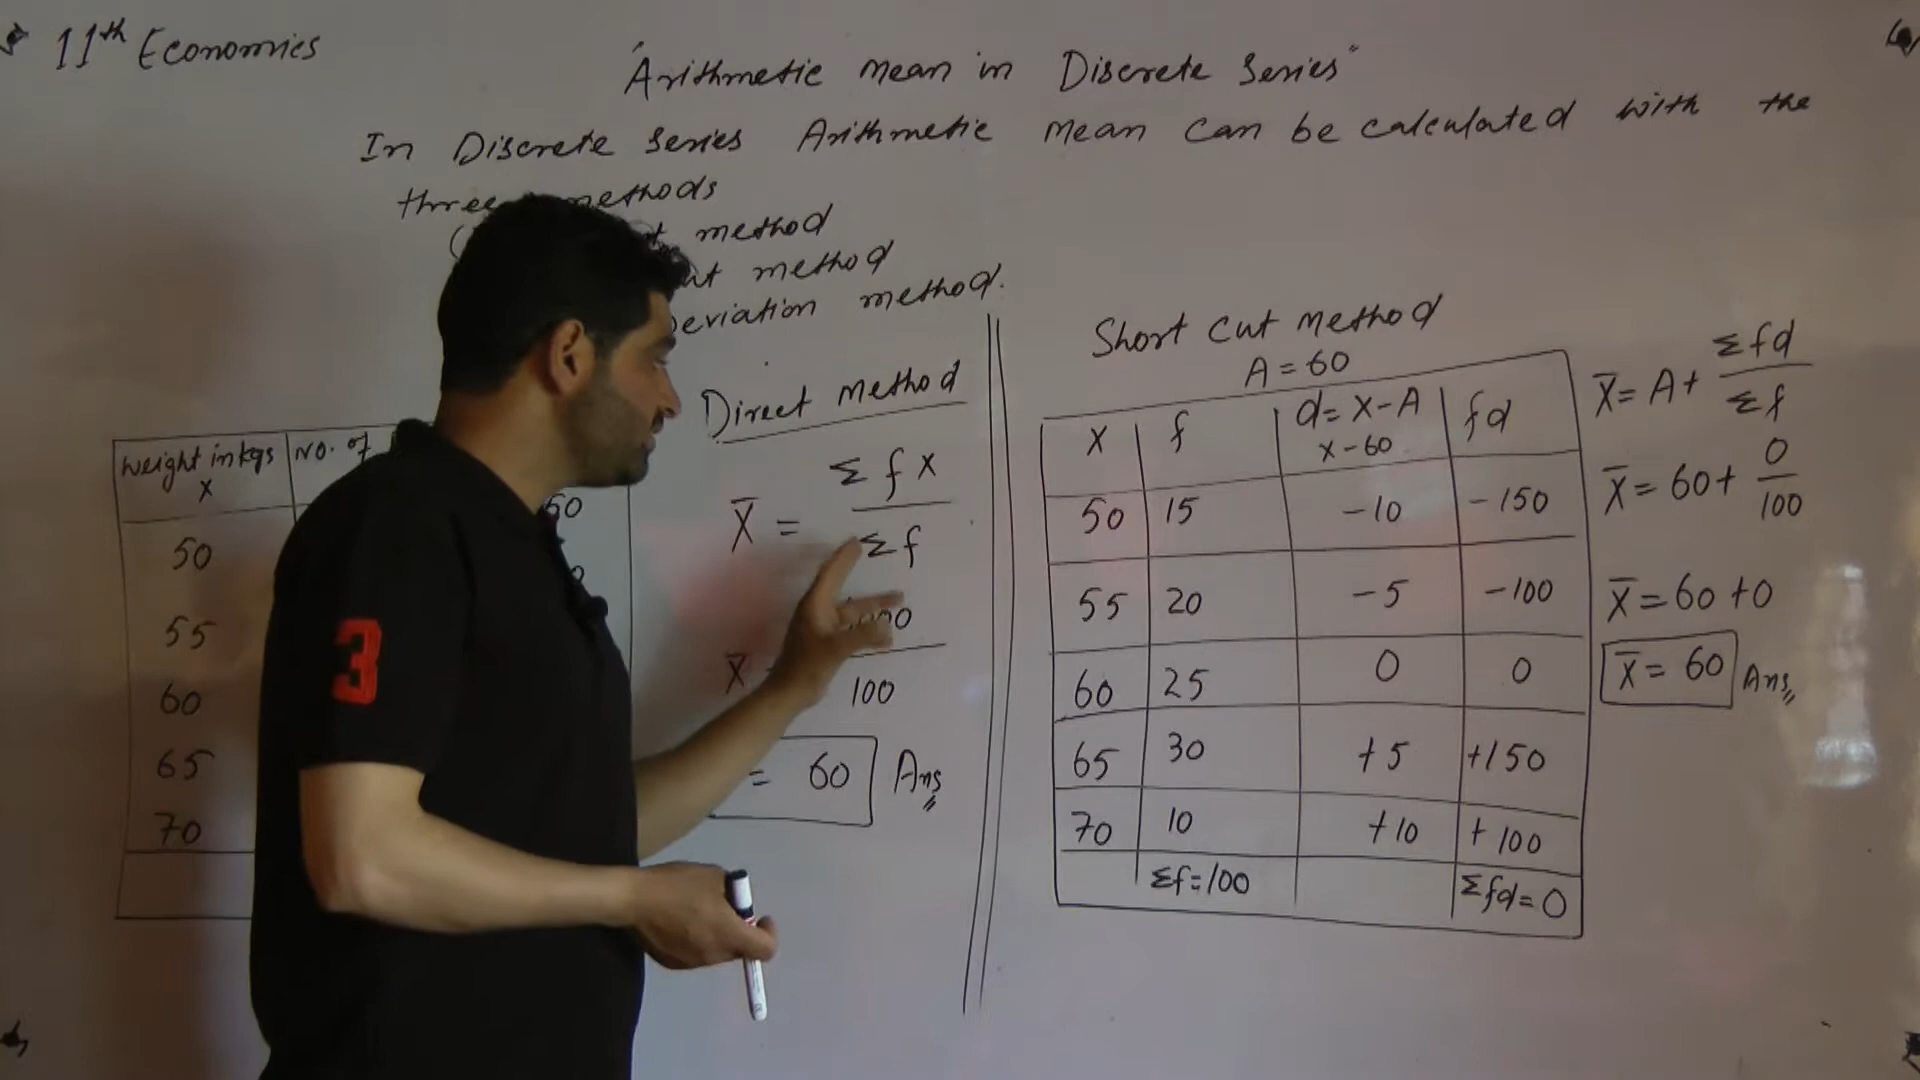 11th Economics
"Arithmetic mean in Discrete Series"
In Discrete series Arithmetic mean can be calculated with the
three methods
method
method
Deviation method.
weight in kgs No. of
X
50
55
60
65
70
50
3
Direct method
X̄ = Σfx / Σf
X̄
100
= 60 Ans
Short cut method
A = 60
X f d = X-A fd
X-60
50 15 -10 -150
55 20 -5 -100
60 25 0 0
65 30 +5 +150
70 10 +10 +100
Σf=100 Σfd=0
X̄ = A + Σfd / Σf
X̄ = 60 + 0 / 100
X̄ = 60 + 0
X̄ = 60 Ans